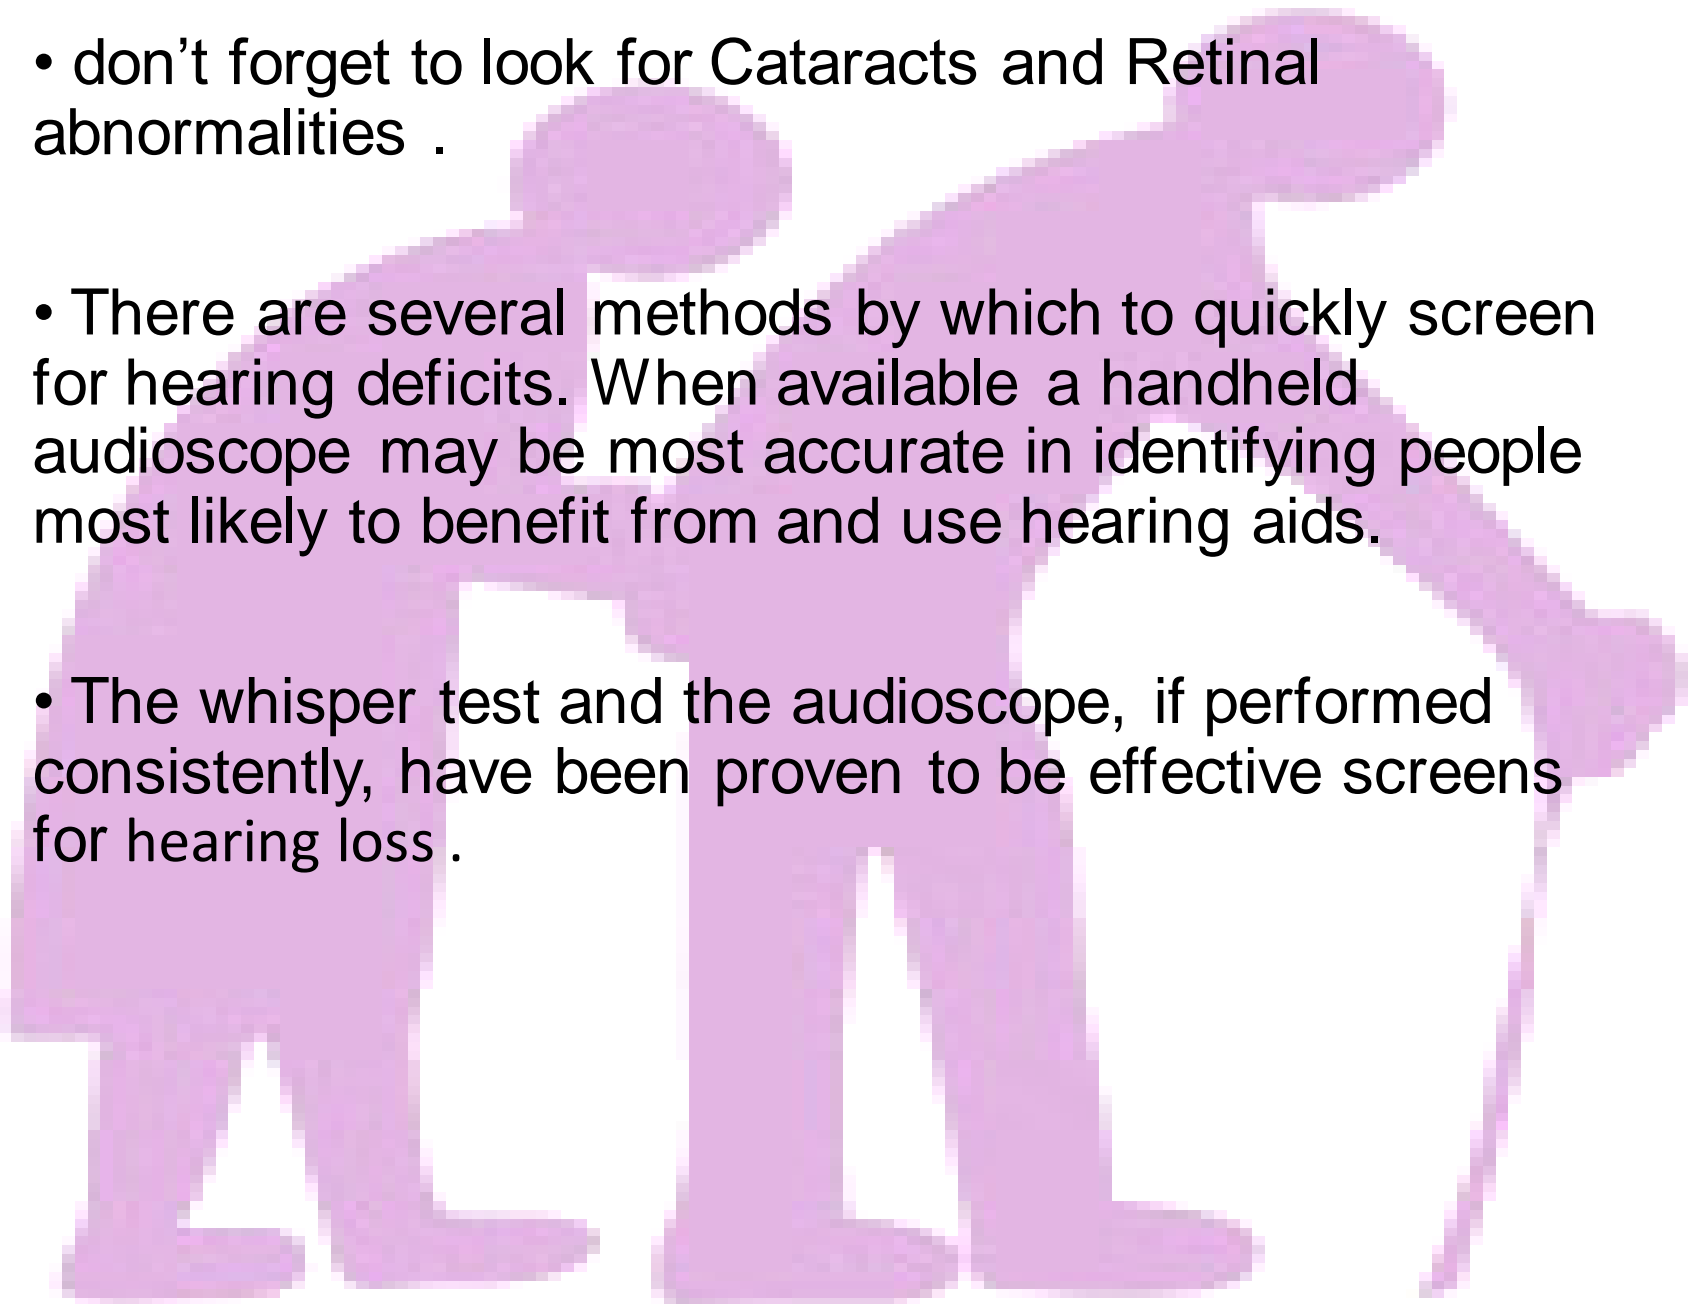 • don’t forget to look for Cataracts and Retinal
abnormalities .
• There are several methods by which to quickly screen
for hearing deficits. When available a handheld
audioscope may be most accurate in identifying people
most likely to benefit from and use hearing aids.
• The whisper test and the audioscope, if performed
consistently, have been proven to be effective screens
for hearing loss .